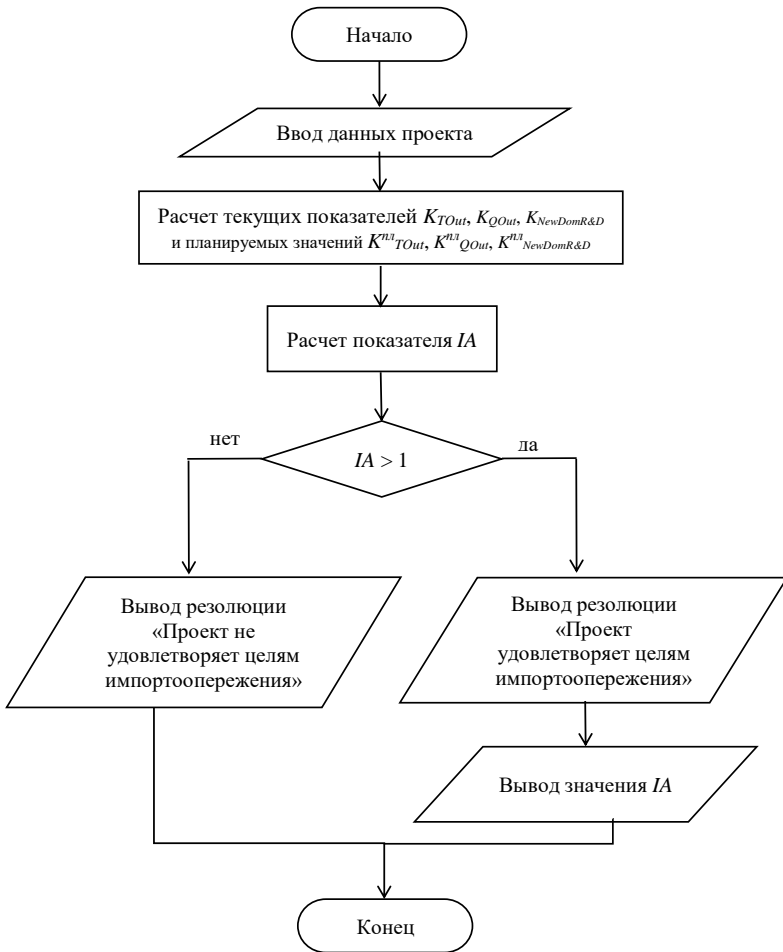 Начало
Ввод данных проекта
Расчет текущих показателей K_TOut, K_QOut, K_NewDomR&D
и планируемых значений K^пл_TOut, K^пл_QOut, K^пл_NewDomR&D
Расчет показателя IA
нет
IA > 1
да
Вывод резолюции
«Проект не
удовлетворяет целям
импортоопережения»
Вывод резолюции
«Проект
удовлетворяет целям
импортоопережения»
Вывод значения IA
Конец